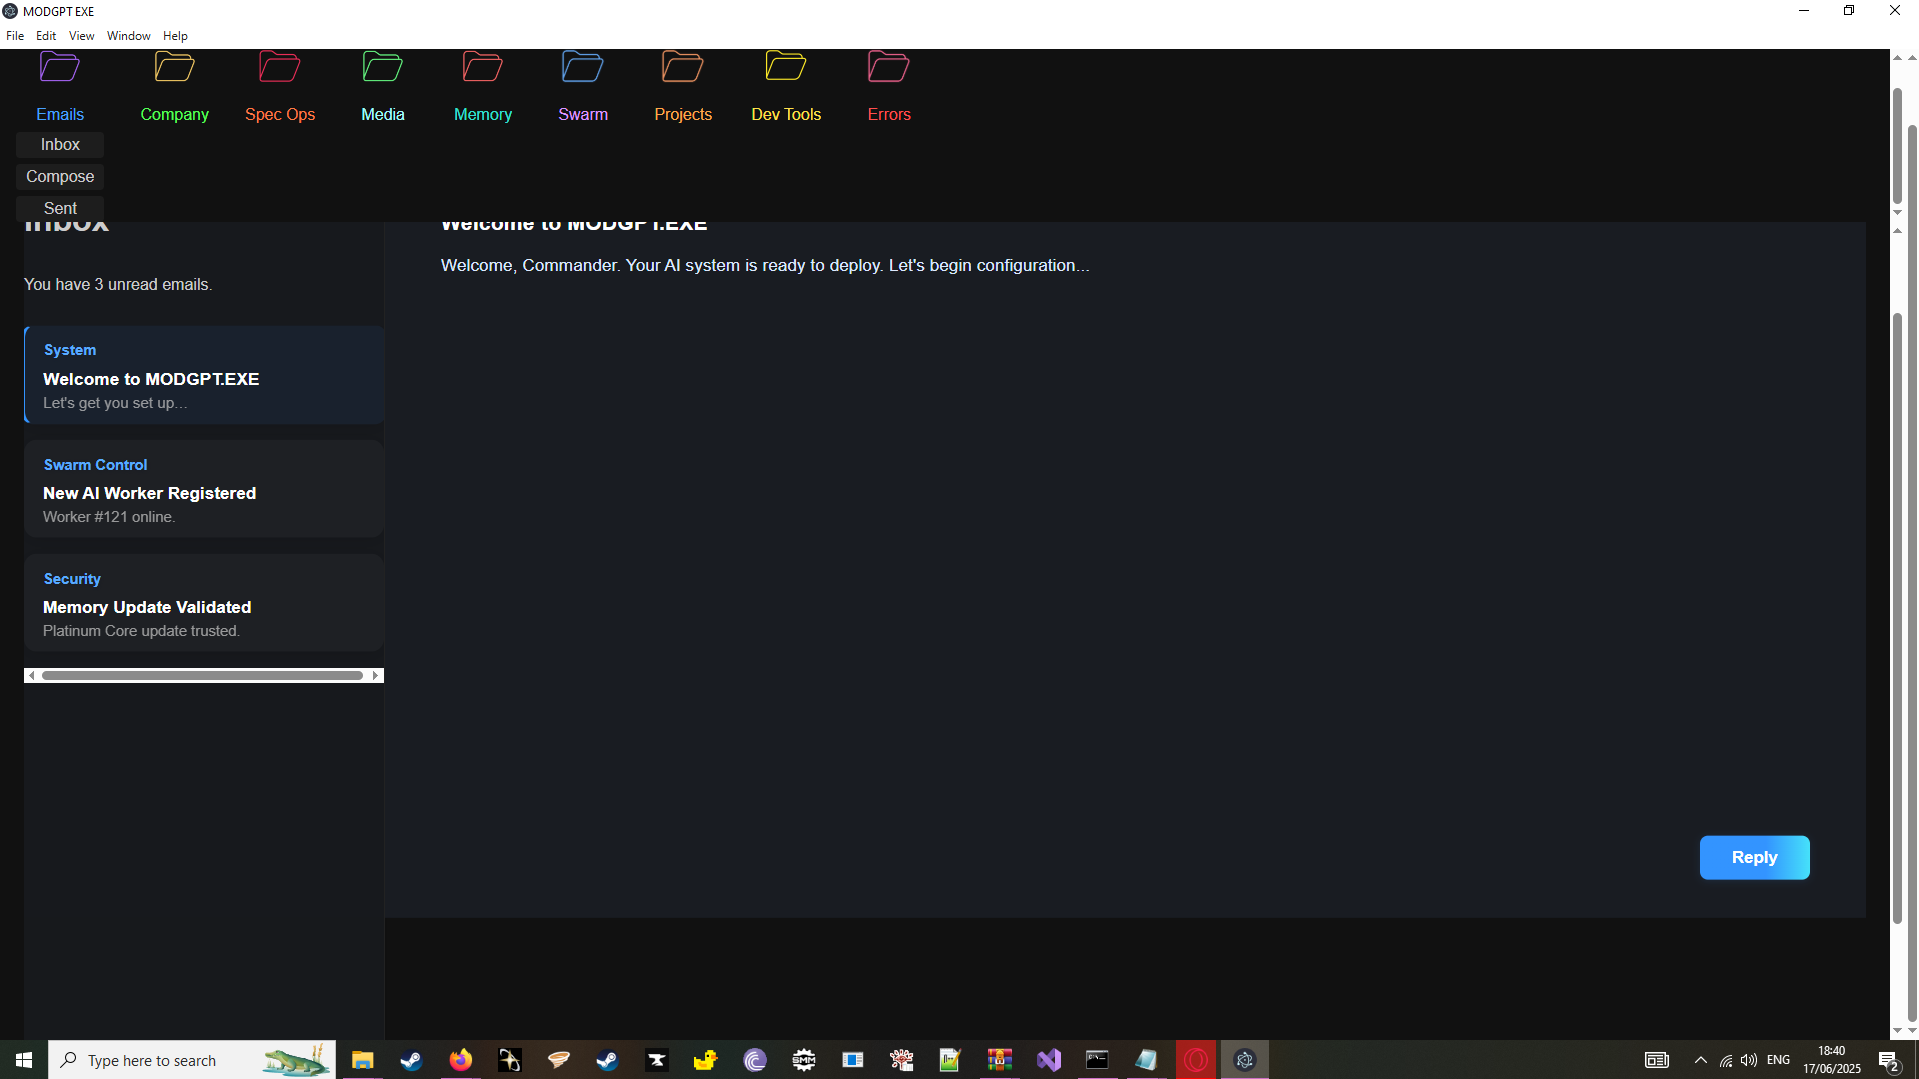 MODGPT EXE
File Edit View Window Help
Emails Company Spec Ops Media Memory Swarm Projects Dev Tools Errors
Inbox
Compose
Sent
Inbox
You have 3 unread emails.
System
Welcome to MODGPT.EXE
Let's get you set up...
Swarm Control
New AI Worker Registered
Worker #121 online.
Security
Memory Update Validated
Platinum Core update trusted.
Welcome to MODGPT.EXE
Welcome, Commander. Your AI system is ready to deploy. Let's begin configuration...
Reply
Type here to search
SMM
ENG
18:40
17/06/2025
2